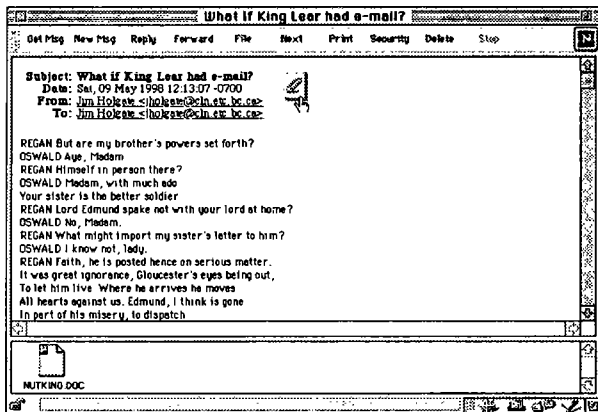 What if King Lear had e-mail?
Get Msg New Msg Reply Forward File Next Print Security Delete Stop
Subject: What if King Lear had e-mail?
Date: Sat, 09 May 1998 12:13:07 -0700
From: Jim Holgate <jholgate@cln.etc.bc.ca>
To: Jim Holgate <jholgate@cln.etc.bc.ca>
REGAN But are my brother's powers set forth?
OSWALD Aye, Madam
REGAN Himself in person there?
OSWALD Madam, with much ado
Your sister is the better soldier
REGAN Lord Edmund spake not with your lord at home?
OSWALD No, Madam.
REGAN What might import my sister's letter to him?
OSWALD I know not, lady.
REGAN Faith, he is posted hence on serious matter.
It was great ignorance, Gloucester's eyes being out,
To let him live Where he arrives he moves
All hearts against us. Edmund, I think is gone
In part of his misery, to dispatch
NUTKING.DOC